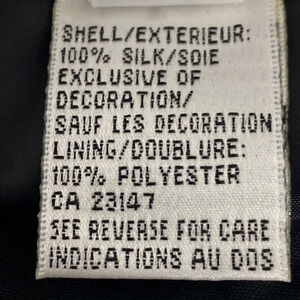 SHELL/EXTERIEUR:
100% SILK/SOIE
EXCLUSIVE OF
DECORATION/
SAUF LES DECORATION
LINING/DOUBLURE:
100% POLYESTER
CA 23147
SEE REVERSE FOR CARE
INDICATIONS AU DOS